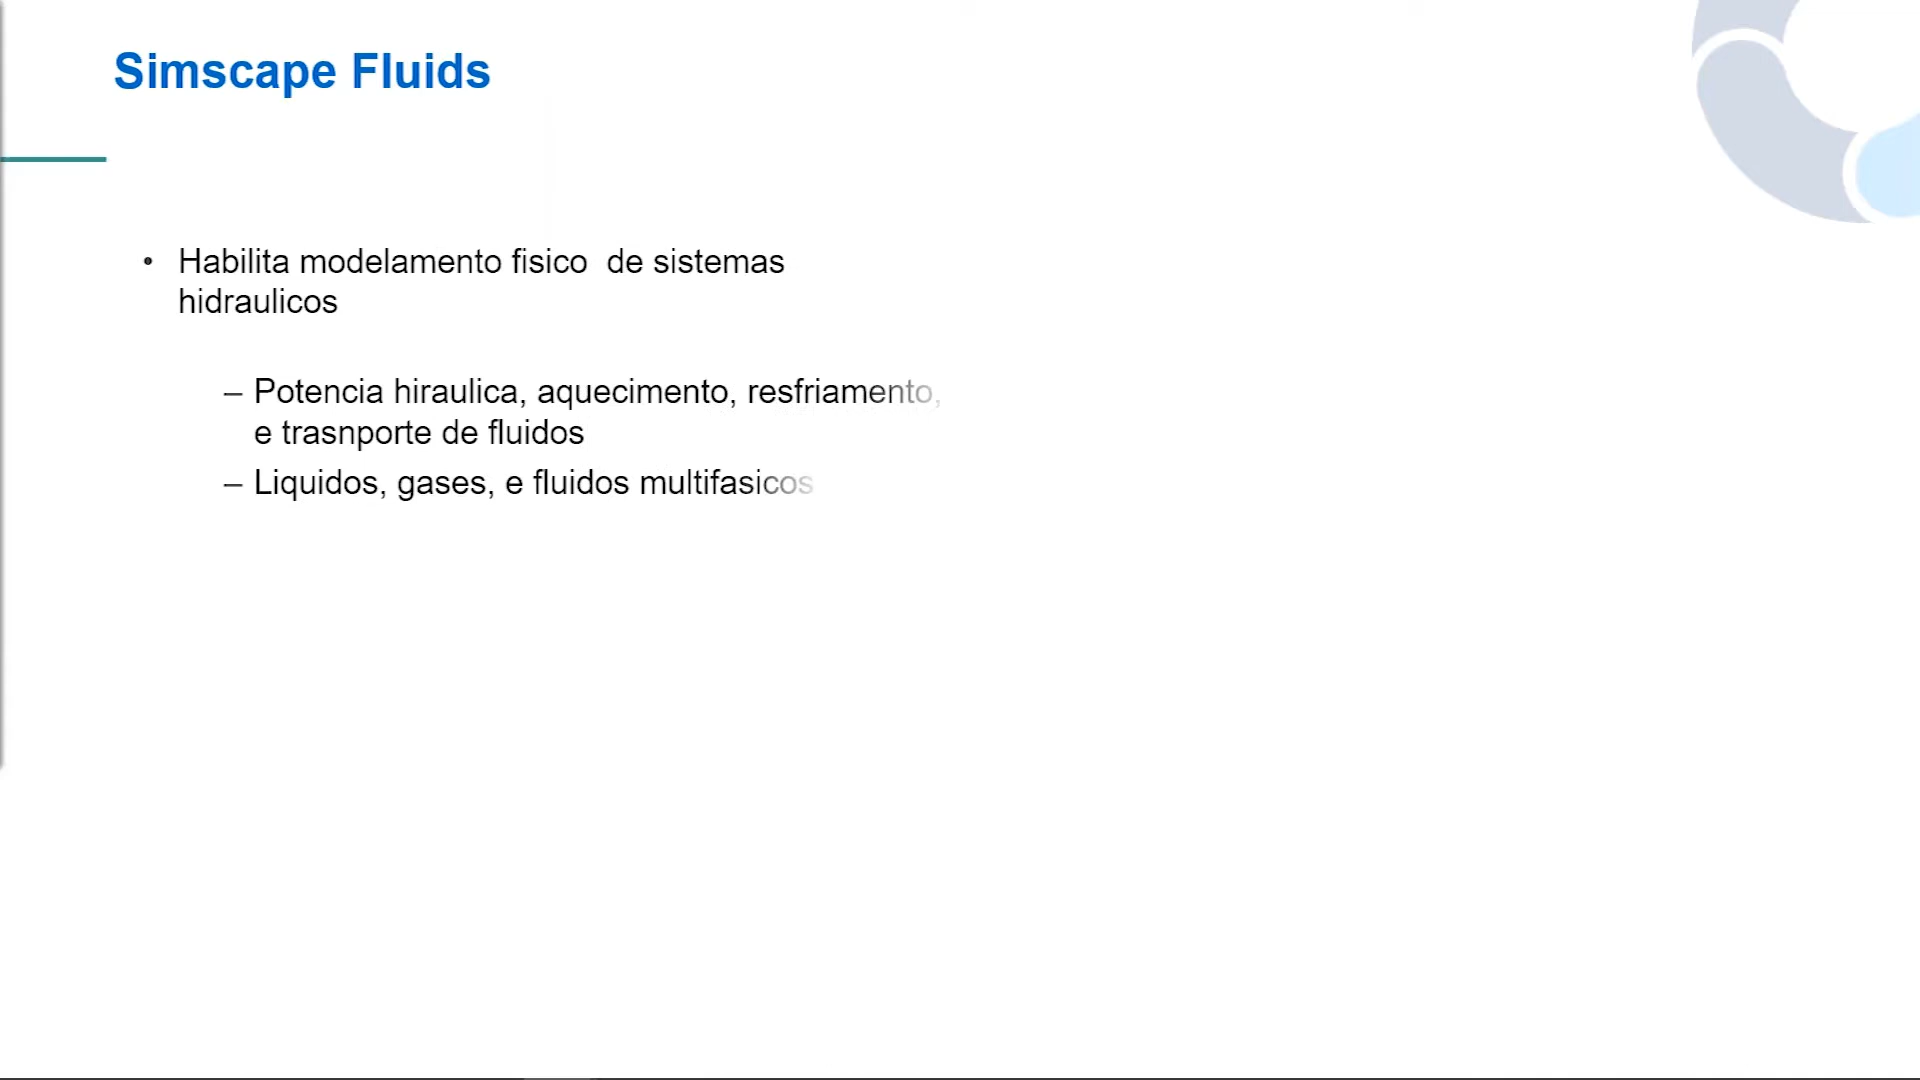 Simscape Fluids
• Habilita modelamento fisico  de sistemas
hidraulicos
– Potencia hiraulica, aquecimento, resfriamento,
e trasnporte de fluidos
– Liquidos, gases, e fluidos multifasicos